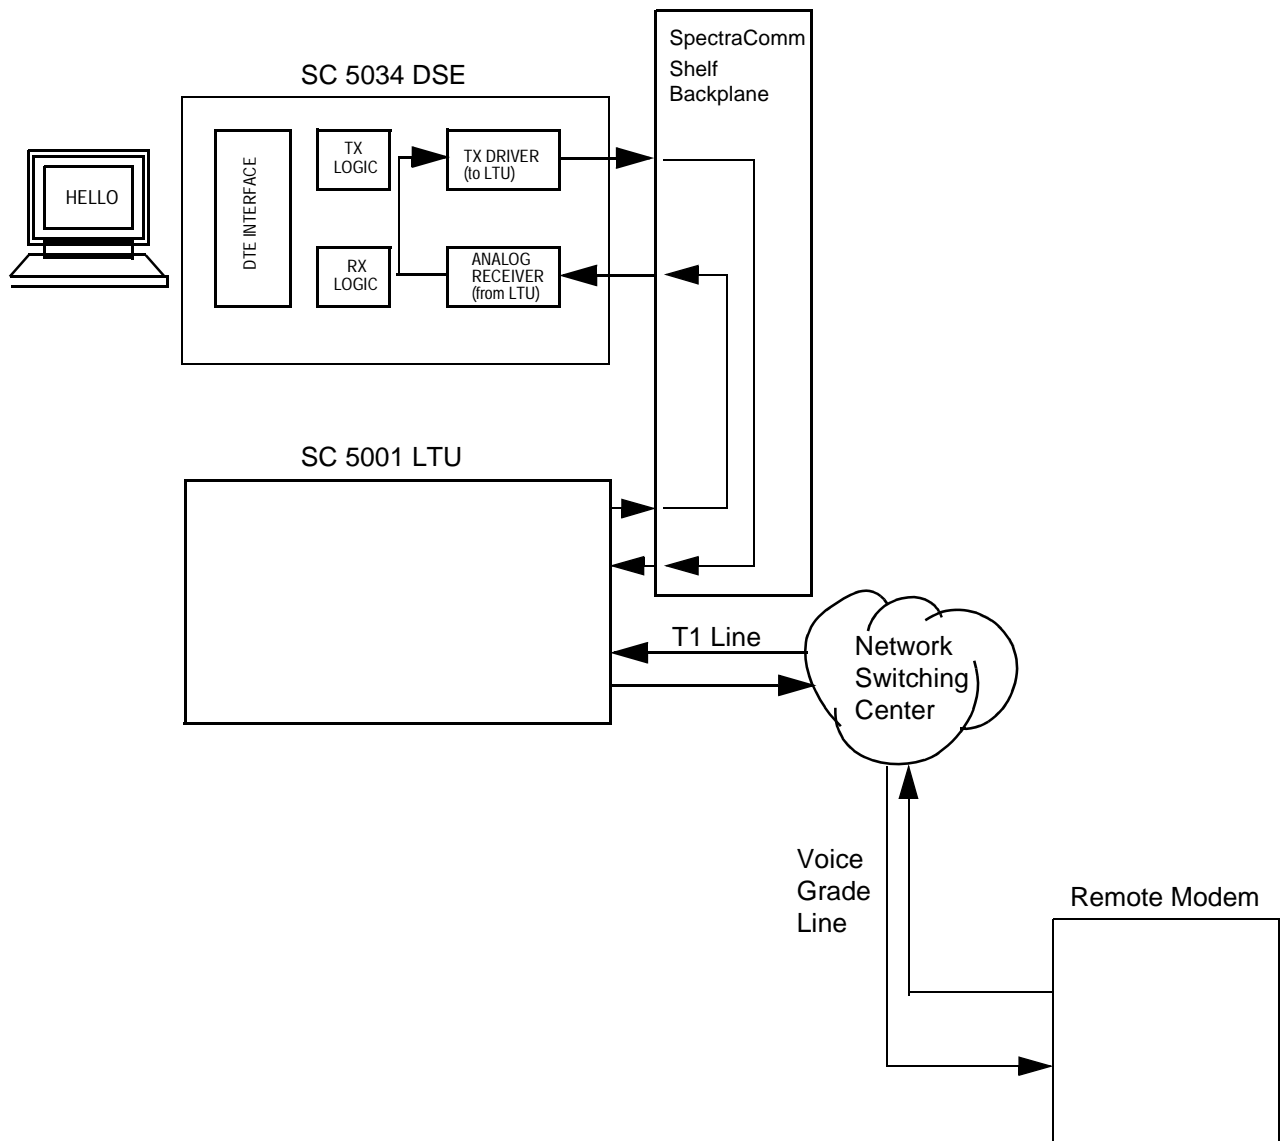 SpectraComm
Shelf
Backplane
SC 5034 DSE
HELLO
DTE INTERFACE
TX
LOGIC
TX DRIVER
(to LTU)
RX
LOGIC
ANALOG
RECEIVER
(from LTU)
SC 5001 LTU
T1 Line
Network
Switching
Center
Voice
Grade
Line
Remote Modem